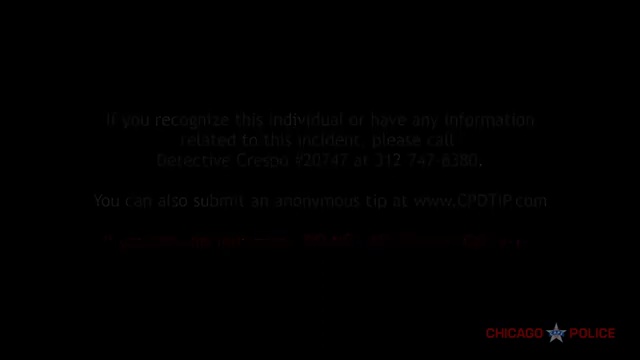 If you recognize this individual or have any information
related to this incident, please call
Detective Crespo #20747 at 312-747-8380.
You can also submit an anonymous tip at www.CPDTIP.com
CHICAGO POLICE